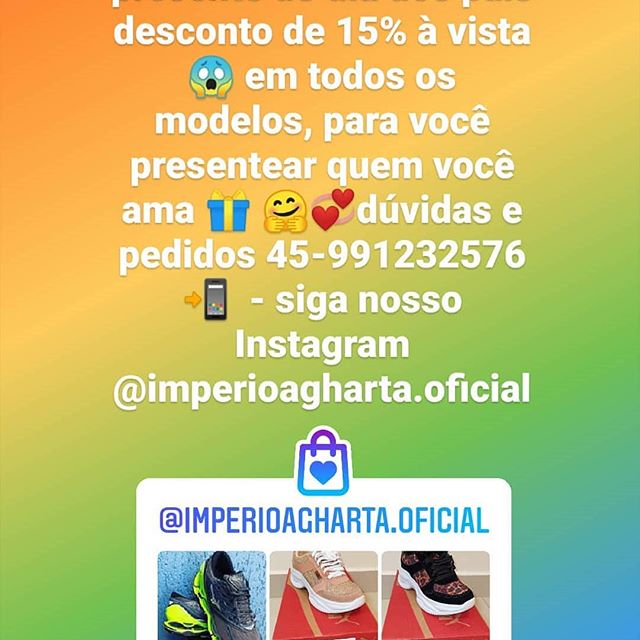 desconto de 15% à vista
😱 em todos os
modelos, para você
presentear quem você
ama 🎁 🤗💞dúvidas e
pedidos 45-991232576
📲 - siga nosso
Instagram
@imperioagharta.oficial
@IMPERIOAGHARTA.OFICIAL